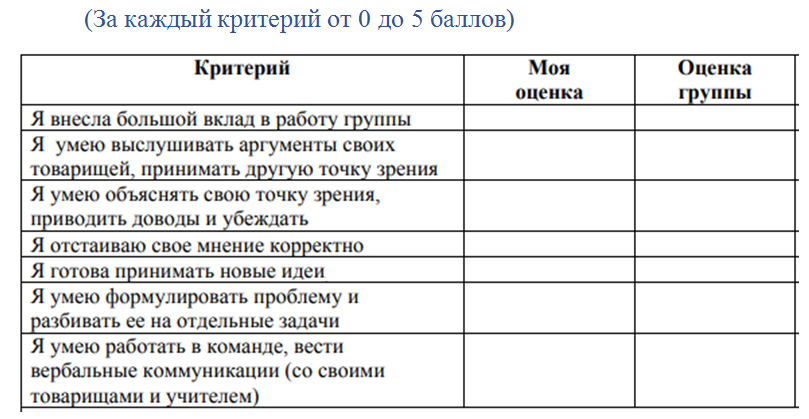 (За каждый критерий от 0 до 5 баллов)
Критерий
Моя
оценка
Оценка
группы
Я внесла большой вклад в работу группы
Я умею выслушивать аргументы своих
товарищей, принимать другую точку зрения
Я умею объяснять свою точку зрения,
приводить доводы и убеждать
Я отстаиваю свое мнение корректно
Я готова принимать новые идеи
Я умею формулировать проблему и
разбивать ее на отдельные задачи
Я умею работать в команде, вести
вербальные коммуникации (со своими
товарищами и учителем)